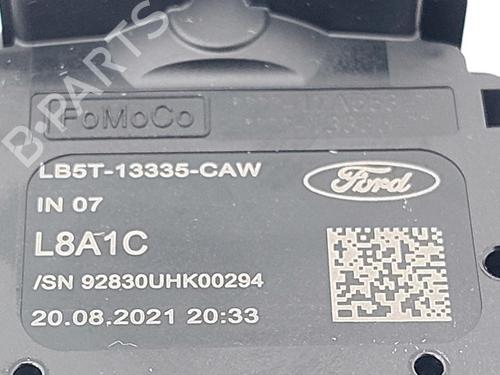 FoMoCo
LB5T-13335-CAW
Ford
IN 07
L8A1C
/SN 92830UHK00294
20.08.2021 20:33
B-PARTS